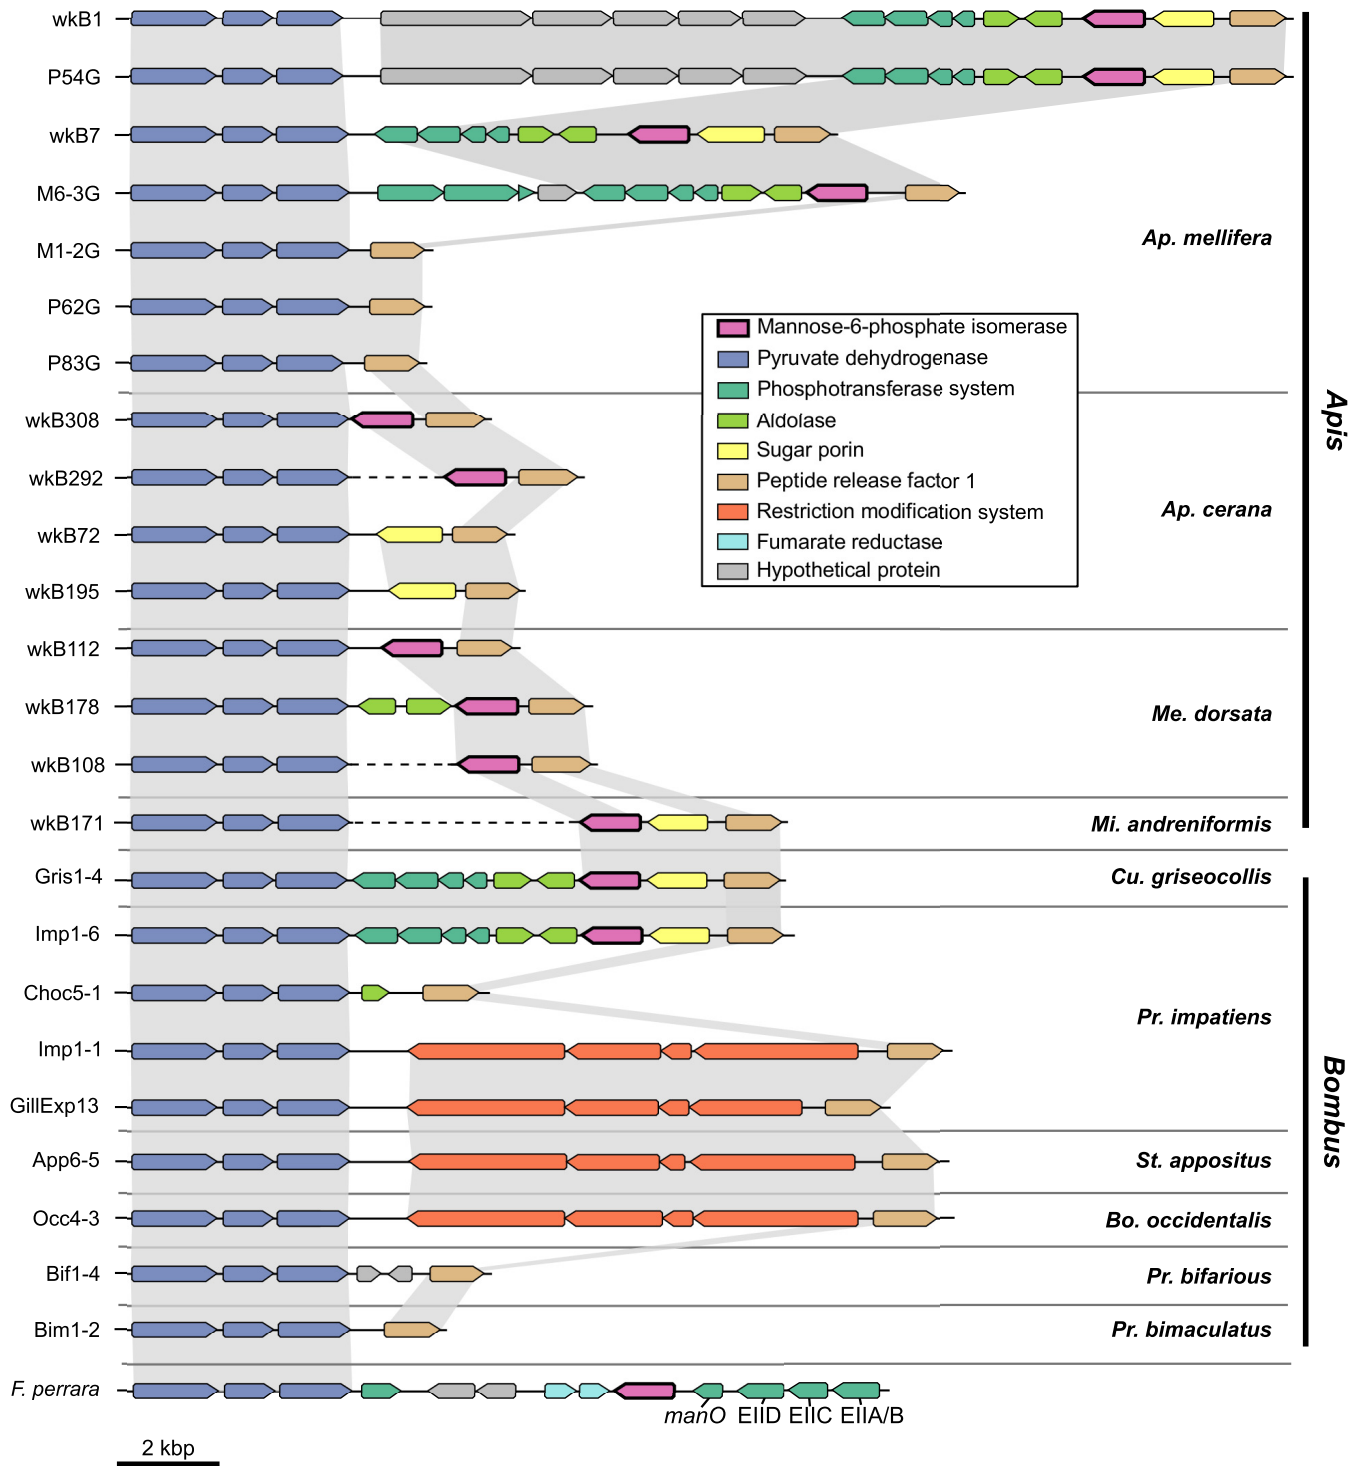 wkB1
P54G
wkB7
M6-3G
M1-2G
Ap. mellifera
P62G
P83G
Mannose-6-phosphate isomerase
Pyruvate dehydrogenase
Phosphotransferase system
Aldolase
Sugar porin
Peptide release factor 1
Restriction modification system
Fumarate reductase
Hypothetical protein
Apis
wkB308
wkB292
Ap. cerana
wkB72
wkB195
wkB112
wkB178
Me. dorsata
wkB108
wkB171
Mi. andreniformis
Gris1-4
Cu. griseocollis
Imp1-6
Choc5-1
Pr. impatiens
Imp1-1
GillExp13
Bombus
App6-5
St. appositus
Occ4-3
Bo. occidentalis
Bif1-4
Pr. bifarious
Bim1-2
Pr. bimaculatus
F. perrara
manO EIID EIIC EIIA/B
2 kbp